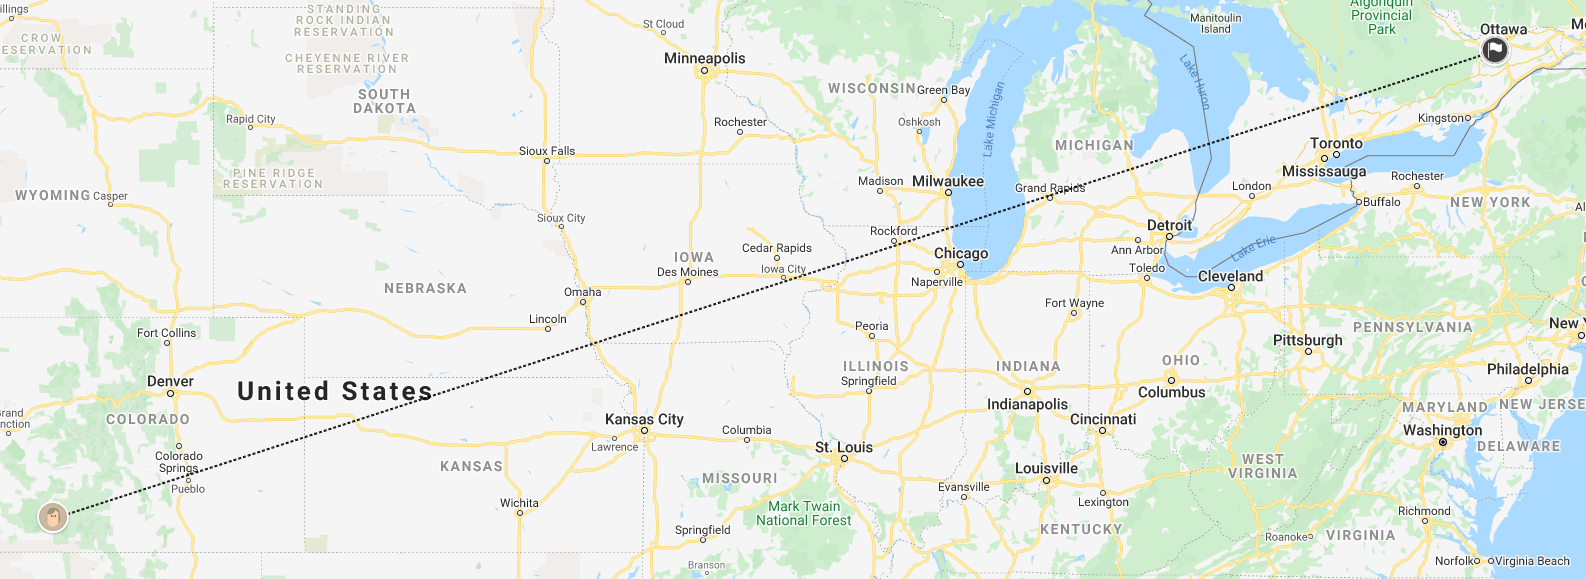 STANDING
ROCK INDIAN
RESERVATION
CROW
ESERVATION
CHEYENNE RIVER
RESERVATION
SOUTH
DAKOTA
Rapid City
PINE RIDGE
RESERVATION
WYOMING
Casper
St Cloud
Minneapolis
Rochester
Sioux Falls
Sioux City
WISCONSIN
Green Bay
Oshkosh
Madison
Milwaukee
Lake Michigan
MICHIGAN
Grand Rapids
Lake Huron
Manitoulin
Island
Algonquin
Provincial
Park
Ottawa
Kingston
Toronto
Mississauga
London
Rochester
Buffalo
NEW YORK
Detroit
Ann Arbor
Toledo
Lake Erie
Cleveland
Rockford
Chicago
Naperville
Cedar Rapids
Iowa City
IOWA
Des Moines
NEBRASKA
Omaha
Lincoln
Fort Collins
Denver
COLORADO
Colorado
Springs
Pueblo
United States
KANSAS
Wichita
Kansas City
Lawrence
Columbia
MISSOURI
St. Louis
Mark Twain
National Forest
Springfield
Branson
Peoria
ILLINOIS
Springfield
Fort Wayne
INDIANA
Indianapolis
OHIO
Columbus
Cincinnati
Louisville
Evansville
Lexington
KENTUCKY
WEST
VIRGINIA
Pittsburgh
PENNSYLVANIA
New Y
Philadelphia
MARYLAND
NEW JERSE
Washington
DELAWARE
Richmond
VIRGINIA
Roanoke
Norfolk
Virginia Beach